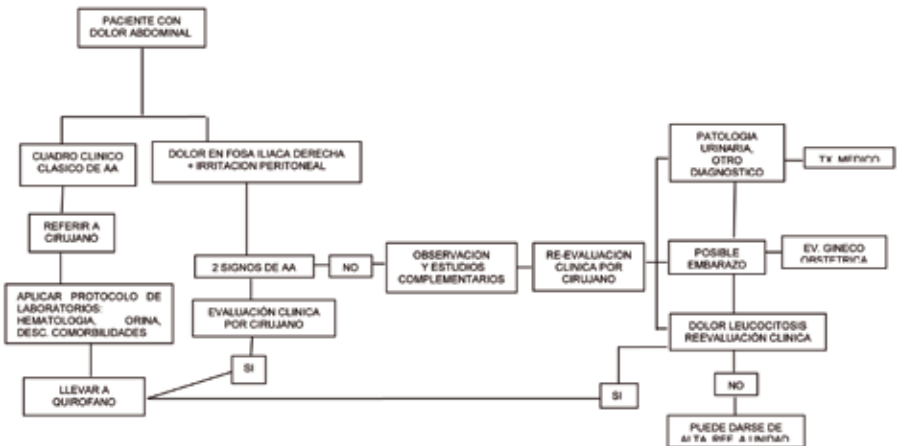 PACIENTE CON
DOLOR ABDOMINAL
CUADRO CLINICO
CLASICO DE AA
DOLOR EN FOSA ILIACA DERECHA
+ IRRITACION PERITONEAL
REFERIR A
CIRUJANO
2 SIGNOS DE AA
NO
OBSERVACION
Y ESTUDIOS
COMPLEMENTARIOS
RE-EVALUACION
CLINICA POR
CIRUJANO
PATOLOGIA
URINARIA,
OTRO
DIAGNOSTICO
TX. MEDICO
POSIBLE
EMBARAZO
EV. GINECO
OBSTETRICA
APLICAR PROTOCOLO DE
LABORATORIOS:
HEMATOLOGIA, ORINA,
DESC. COMORBILIDADES
EVALUACIÓN CLINICA
POR CIRUJANO
DOLOR LEUCOCITOSIS
REEVALUACIÓN CLINICA
SI
LLEVAR A
QUIROFANO
SI
NO
PUEDE DARSE DE
ALTA. REF. A UNIDAD